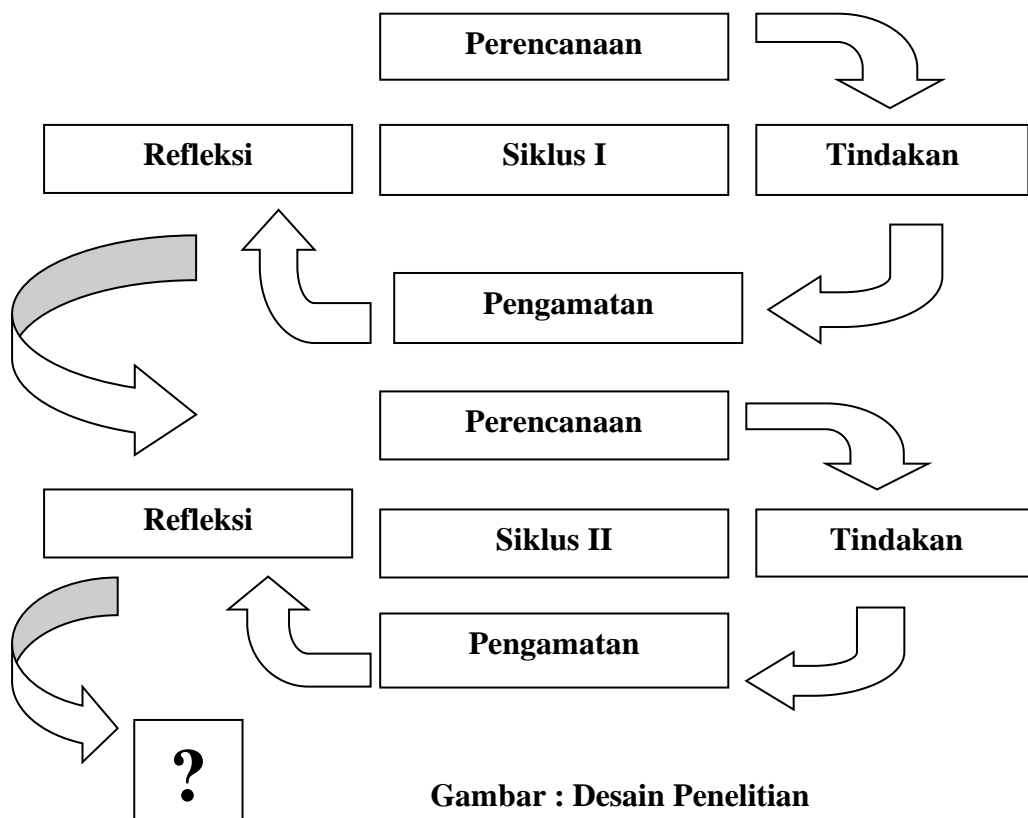 Perencanaan
Refleksi
Siklus I
Tindakan
Pengamatan
Perencanaan
Refleksi
Siklus II
Tindakan
Pengamatan
?
Gambar : Desain Penelitian